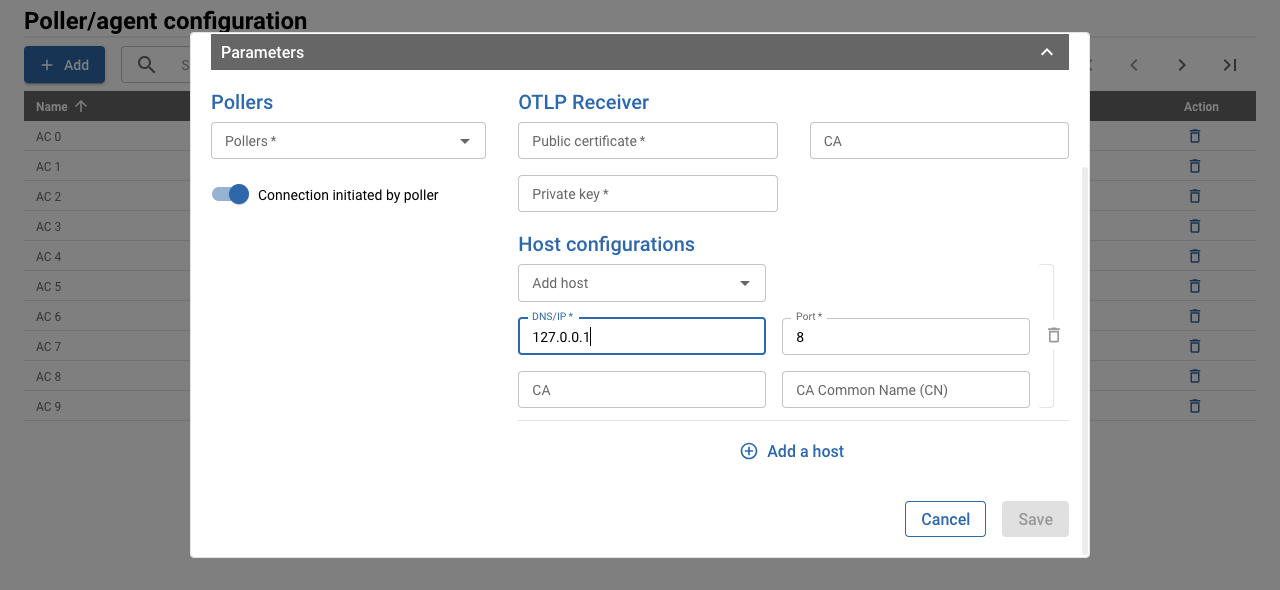 Poller/agent configuration
Add
S
Name
Action
AC 0
AC 1
AC 2
AC 3
AC 4
AC 5
AC 6
AC 7
AC 8
AC 9
Parameters
Pollers
Pollers *
Connection initiated by poller
OTLP Receiver
Public certificate *
CA
Private key *
Host configurations
Add host
DNS/IP *
127.0.0.1
Port *
8
CA
CA Common Name (CN)
Add a host
Cancel
Save